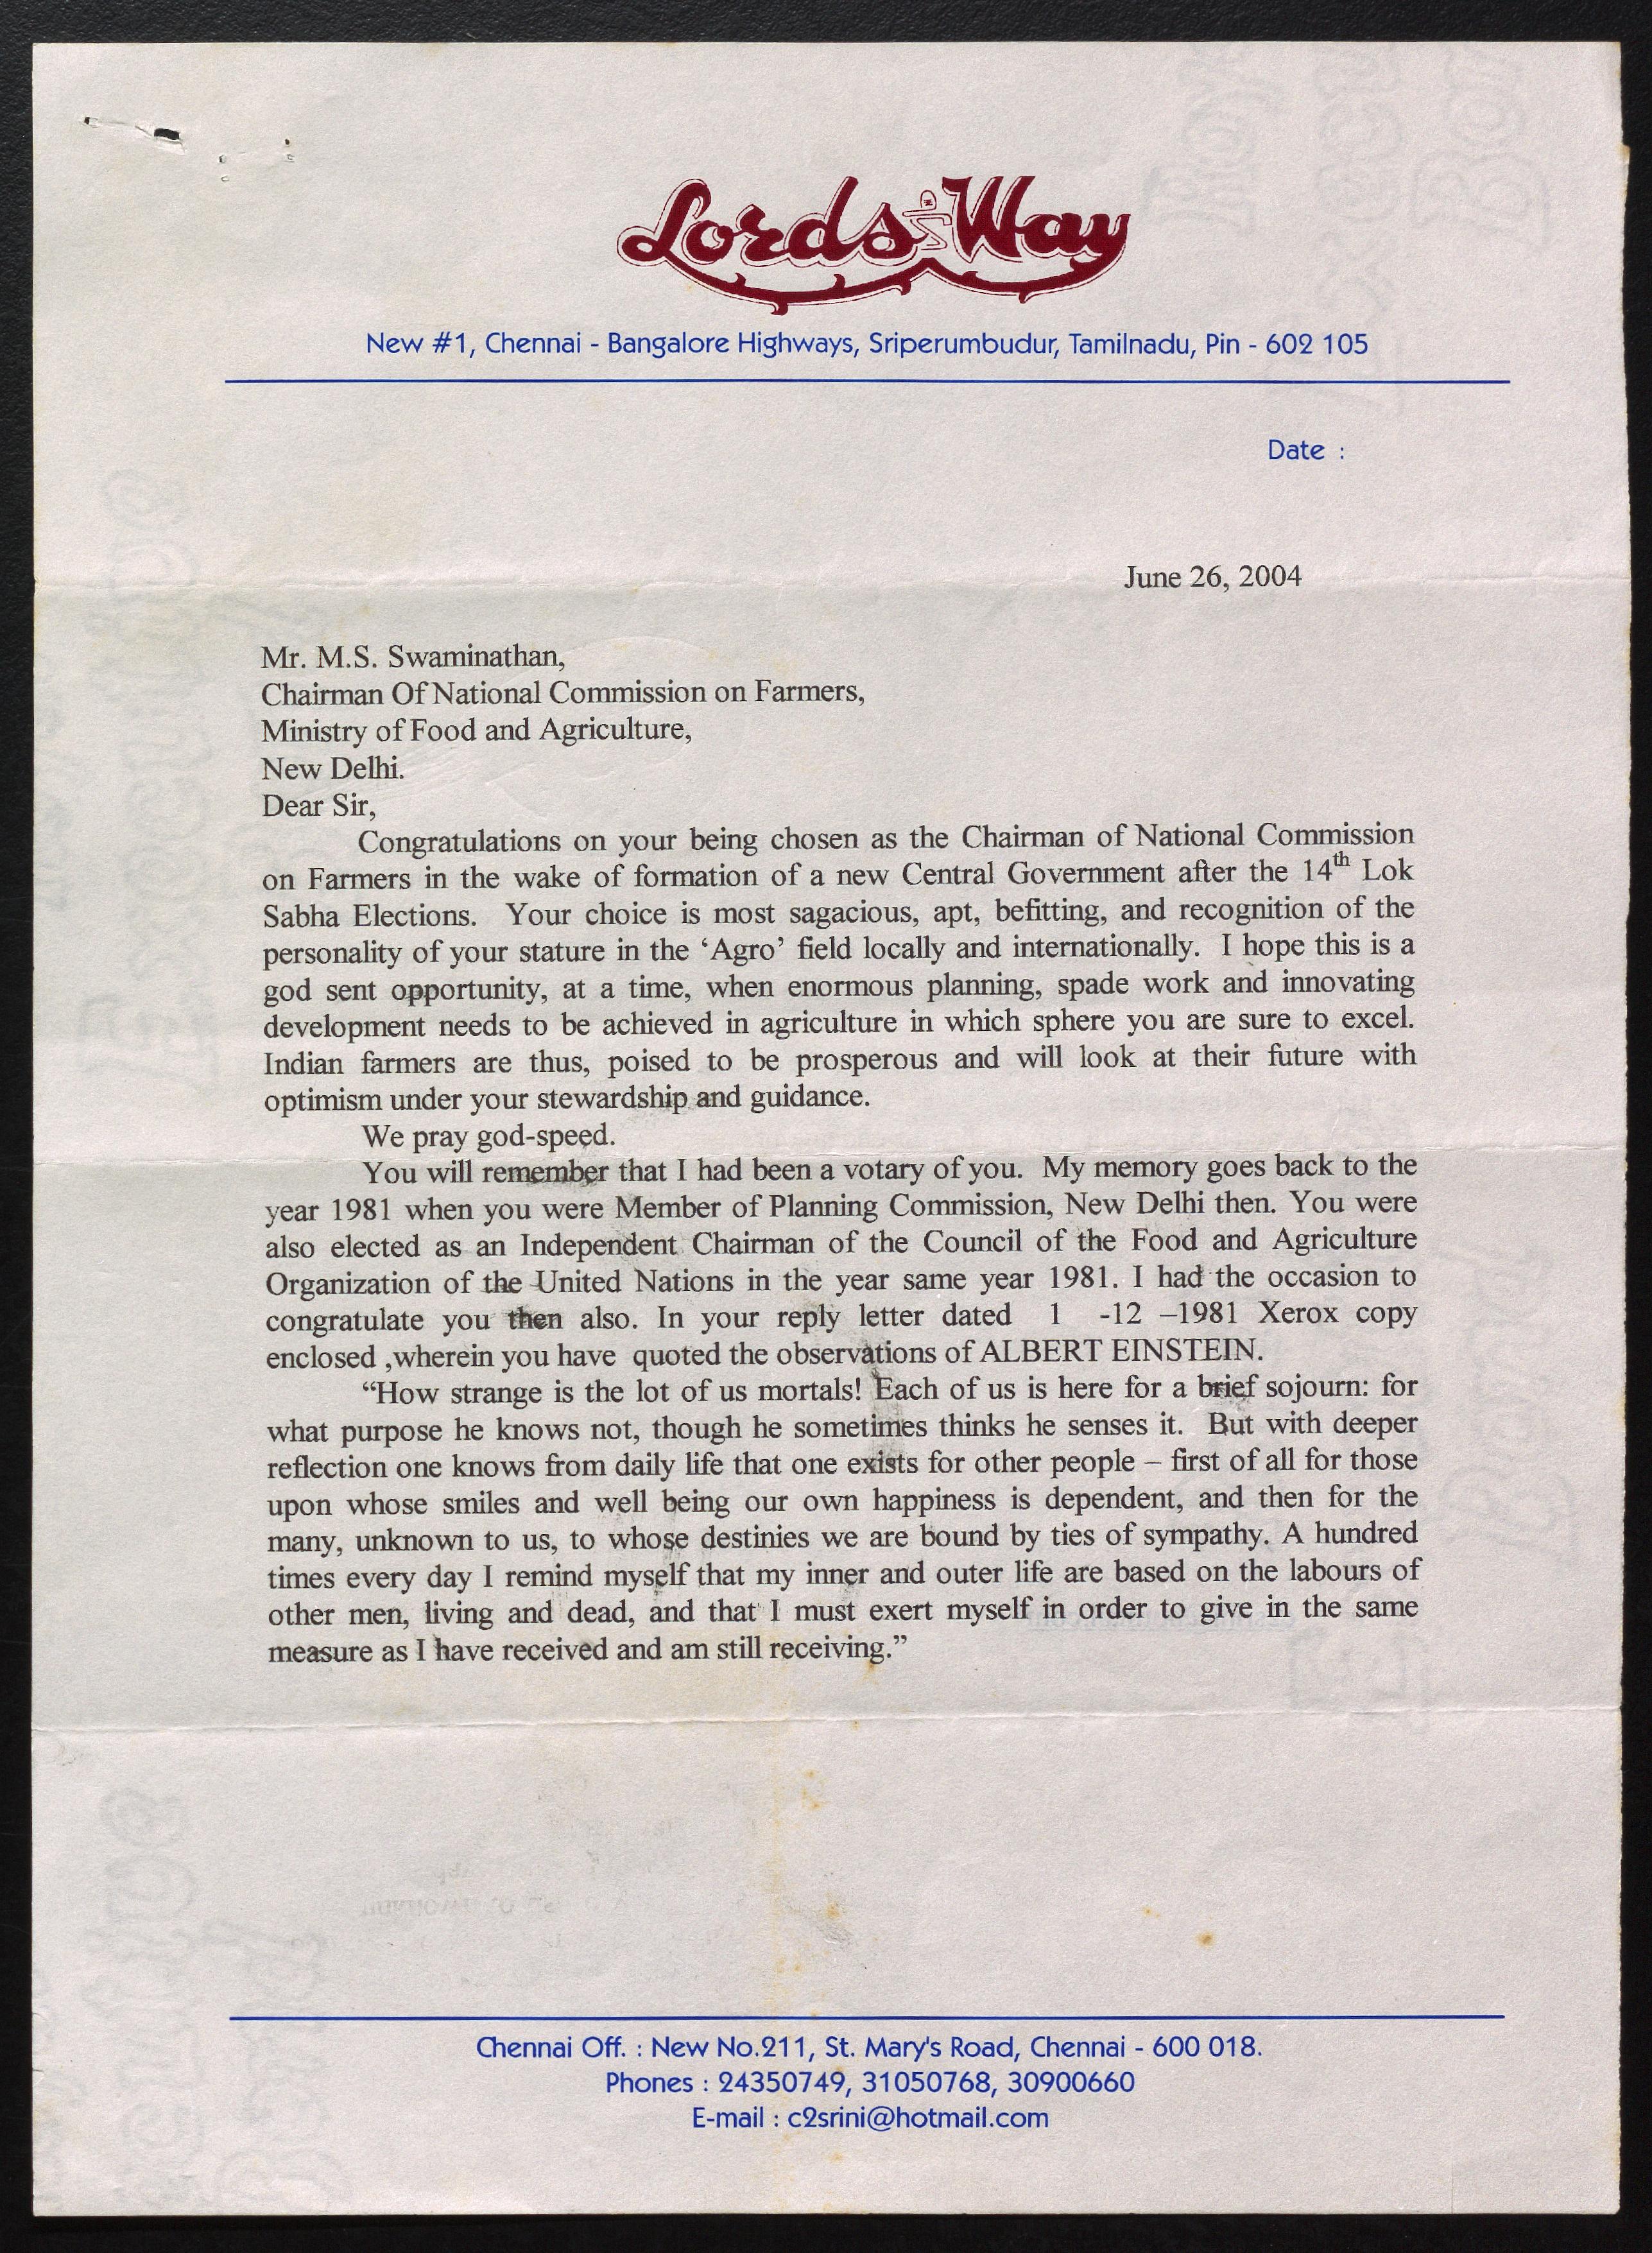 Lords Way
New #1, Chennai - Bangalore Highways, Sriperumbudur, Tamilnadu, Pin - 602 105
Date :
June 26, 2004
Mr. M.S. Swaminathan,
Chairman Of National Commission on Farmers,
Ministry of Food and Agriculture,
New Delhi.
Dear Sir,
Congratulations on your being chosen as the Chairman of National Commission
on Farmers in the wake of formation of a new Central Government after the 14th Lok
Sabha Elections. Your choice is most sagacious, apt, befitting, and recognition of the
personality of your stature in the ‘Agro’ field locally and internationally. I hope this is a
god sent opportunity, at a time, when enormous planning, spade work and innovating
development needs to be achieved in agriculture in which sphere you are sure to excel.
Indian farmers are thus, poised to be prosperous and will look at their future with
optimism under your stewardship and guidance.
We pray god-speed.
You will remember that I had been a votary of you. My memory goes back to the
year 1981 when you were Member of Planning Commission, New Delhi then. You were
also elected as an Independent Chairman of the Council of the Food and Agriculture
Organization of the United Nations in the year same year 1981. I had the occasion to
congratulate you then also. In your reply letter dated 1 -12 –1981 Xerox copy
enclosed ,wherein you have quoted the observations of ALBERT EINSTEIN.
“How strange is the lot of us mortals! Each of us is here for a brief sojourn: for
what purpose he knows not, though he sometimes thinks he senses it. But with deeper
reflection one knows from daily life that one exists for other people – first of all for those
upon whose smiles and well being our own happiness is dependent, and then for the
many, unknown to us, to whose destinies we are bound by ties of sympathy. A hundred
times every day I remind myself that my inner and outer life are based on the labours of
other men, living and dead, and that I must exert myself in order to give in the same
measure as I have received and am still receiving.”
Chennai Off. : New No.211, St. Mary's Road, Chennai - 600 018.
Phones : 24350749, 31050768, 30900660
E-mail : c2srini@hotmail.com